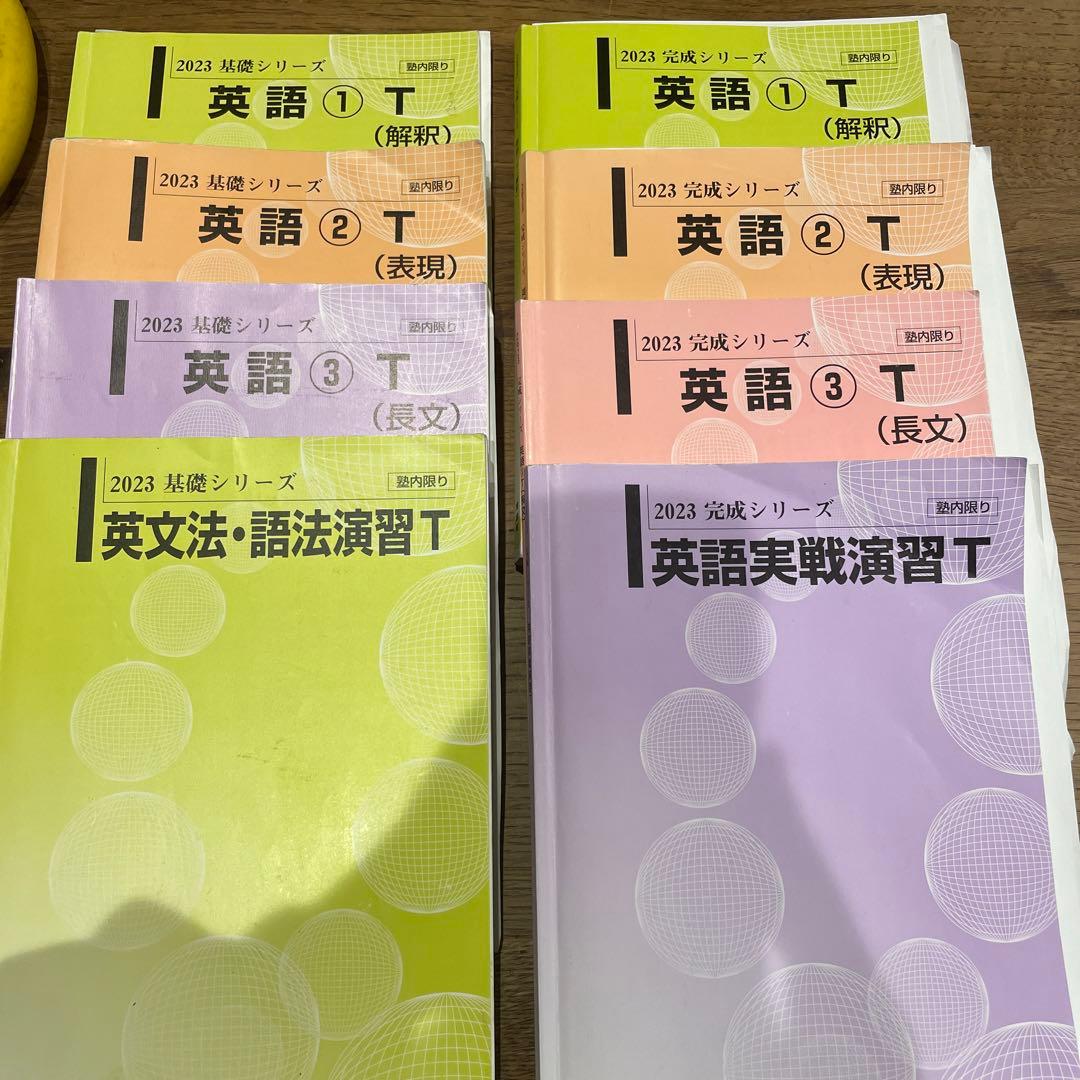 2023 基礎シリーズ 塾内限り
英語①T
(解釈)
2023 基礎シリーズ 塾内限り
英語②T
(表現)
2023 基礎シリーズ 塾内限り
英語③T
(長文)
2023 基礎シリーズ 塾内限り
英文法・語法演習T
2023 完成シリーズ 塾内限り
英語①T
(解釈)
2023 完成シリーズ 塾内限り
英語②T
(表現)
2023 完成シリーズ 塾内限り
英語③T
(長文)
2023 完成シリーズ 塾内限り
英語実戦演習T